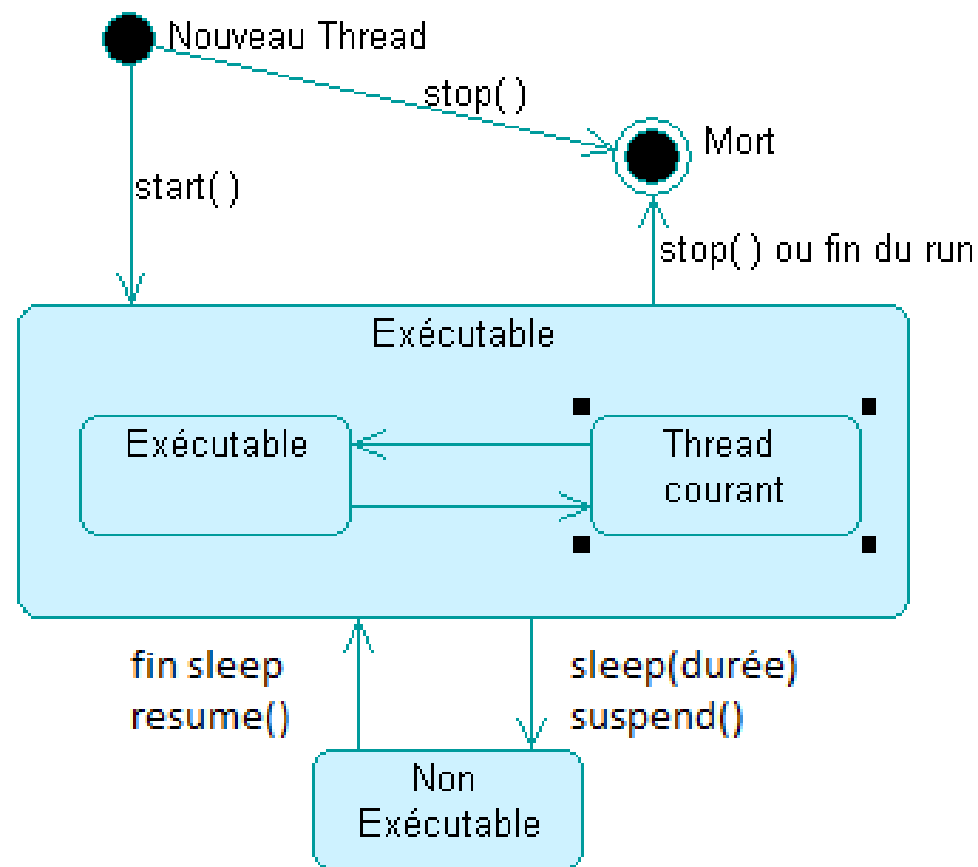 Nouveau Thread
stop( )
Mort
start( )
stop( ) ou fin du run
Exécutable
Exécutable
Thread
courant
fin sleep
resume()
sleep(durée)
suspend()
Non
Exécutable